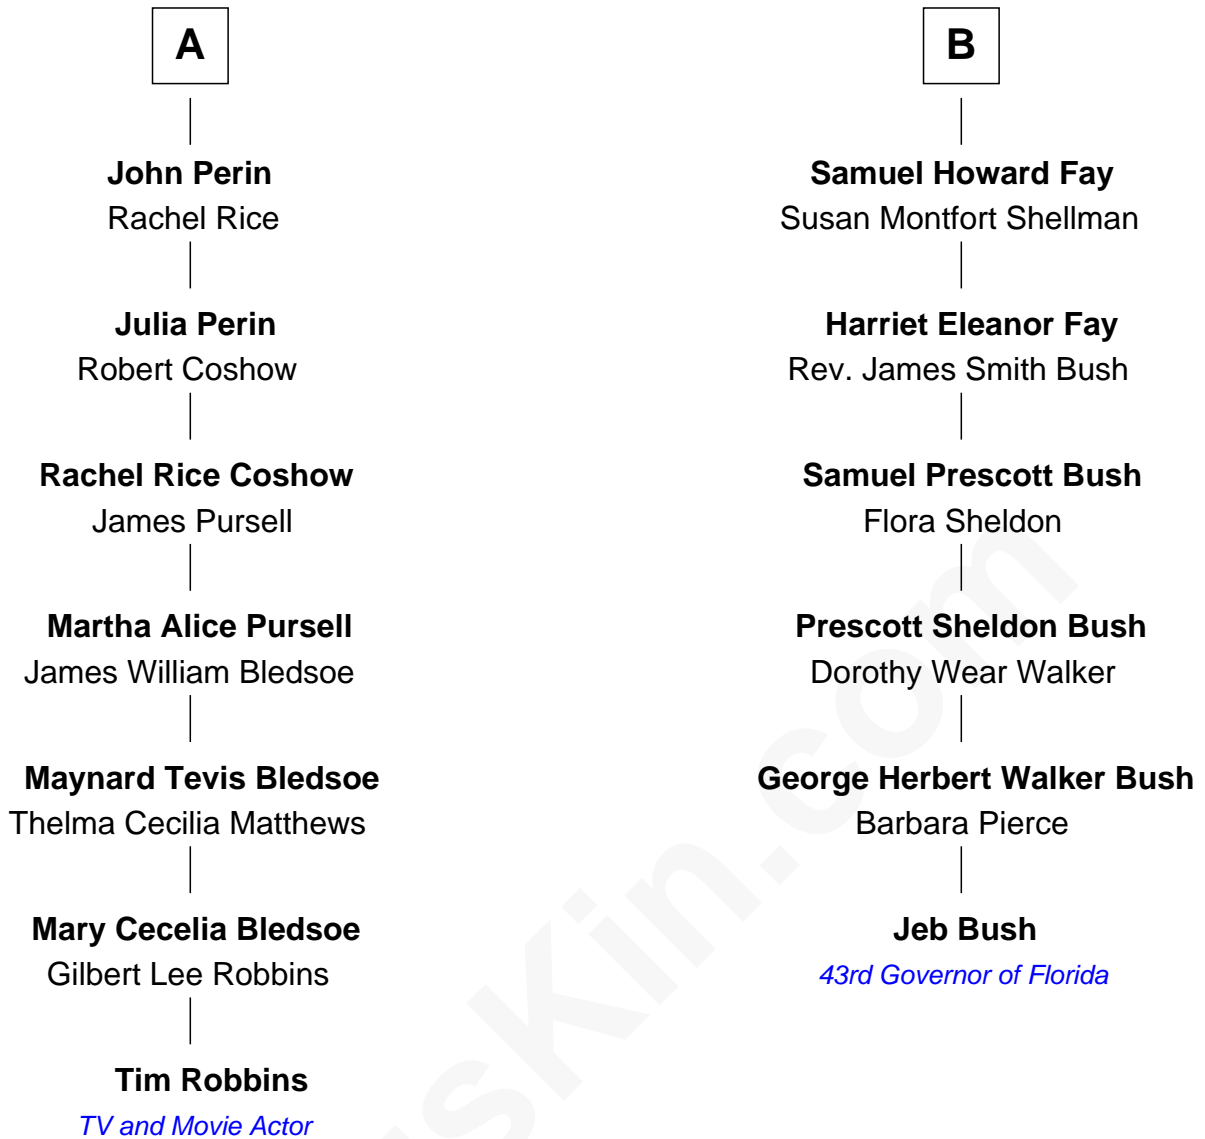 A
John Perin
Rachel Rice
Julia Perin
Robert Coshow
Rachel Rice Coshow
James Pursell
Martha Alice Pursell
James William Bledsoe
Maynard Tevis Bledsoe
Thelma Cecilia Matthews
Mary Cecelia Bledsoe
Gilbert Lee Robbins
Tim Robbins
TV and Movie Actor
B
Samuel Howard Fay
Susan Montfort Shellman
Harriet Eleanor Fay
Rev. James Smith Bush
Samuel Prescott Bush
Flora Sheldon
Prescott Sheldon Bush
Dorothy Wear Walker
George Herbert Walker Bush
Barbara Pierce
Jeb Bush
43rd Governor of Florida
sKin.com